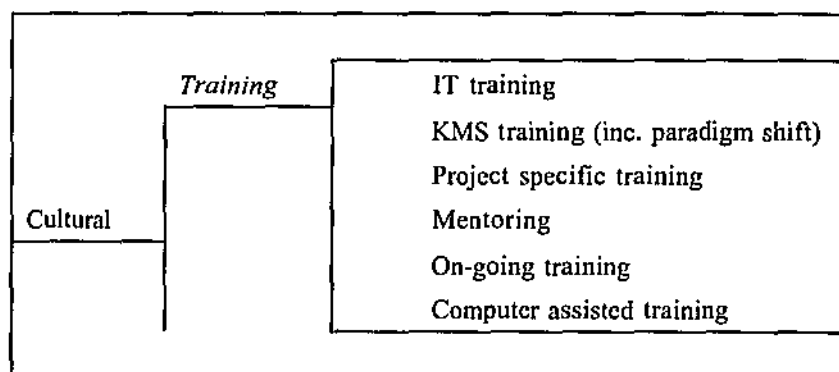 Training
IT training
KMS training (inc. paradigm shift)
Project specific training
Cultural
Mentoring
On-going training
Computer assisted training